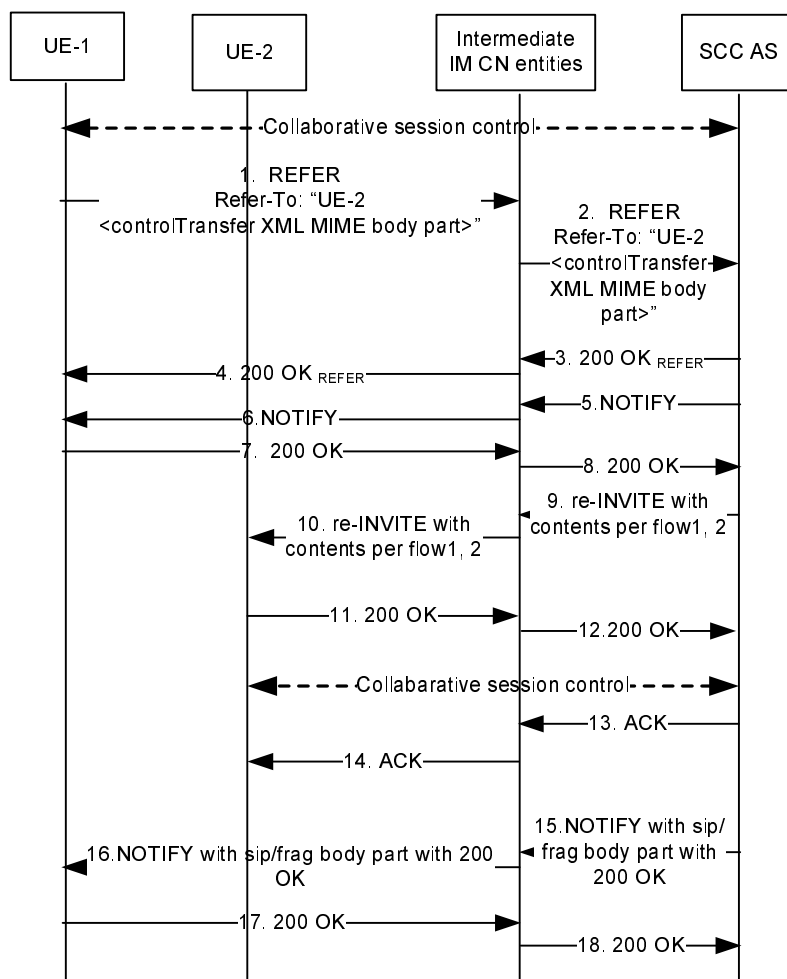 UE-1
UE-2
Intermediate
IM CN entities
SCC AS
Collaborative session control
1. REFER
Refer-To: “UE-2
<controlTransfer XML MIME body part>”
2. REFER
Refer-To: “UE-2
<controlTransfer
XML MIME body
part>”
3. 200 OK REFER
4. 200 OK REFER
5.NOTIFY
6.NOTIFY
7. 200 OK
8. 200 OK
9. re-INVITE with
contents per flow1, 2
10. re-INVITE with
contents per flow1, 2
11. 200 OK
12.200 OK
Collabarative session control
13. ACK
14. ACK
15.NOTIFY with sip/
frag body part with
200 OK
16.NOTIFY with sip/frag body part with 200
OK
17. 200 OK
18. 200 OK